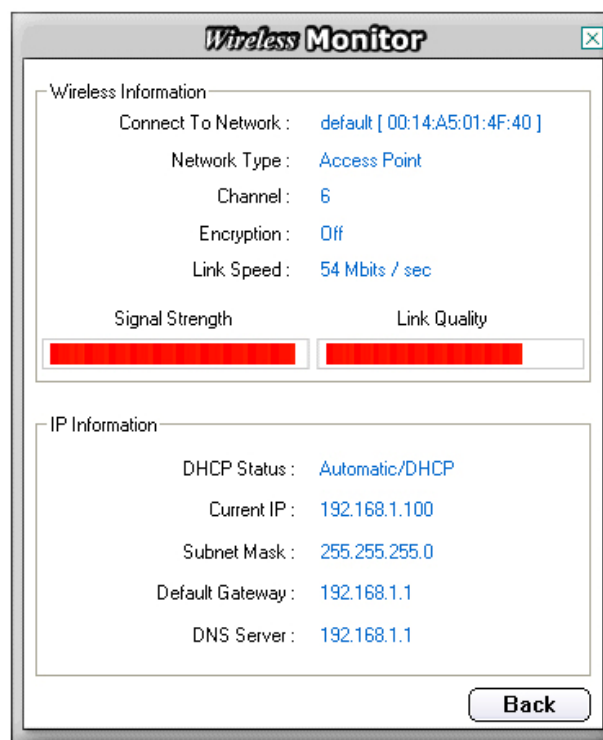 Wireless Monitor
Wireless Information
Connect To Network : default [ 00:14:A5:01:4F:40 ]
Network Type : Access Point
Channel : 6
Encryption : Off
Link Speed : 54 Mbits / sec
Signal Strength Link Quality
IP Information
DHCP Status : Automatic/DHCP
Current IP : 192.168.1.100
Subnet Mask : 255.255.255.0
Default Gateway : 192.168.1.1
DNS Server : 192.168.1.1
Back